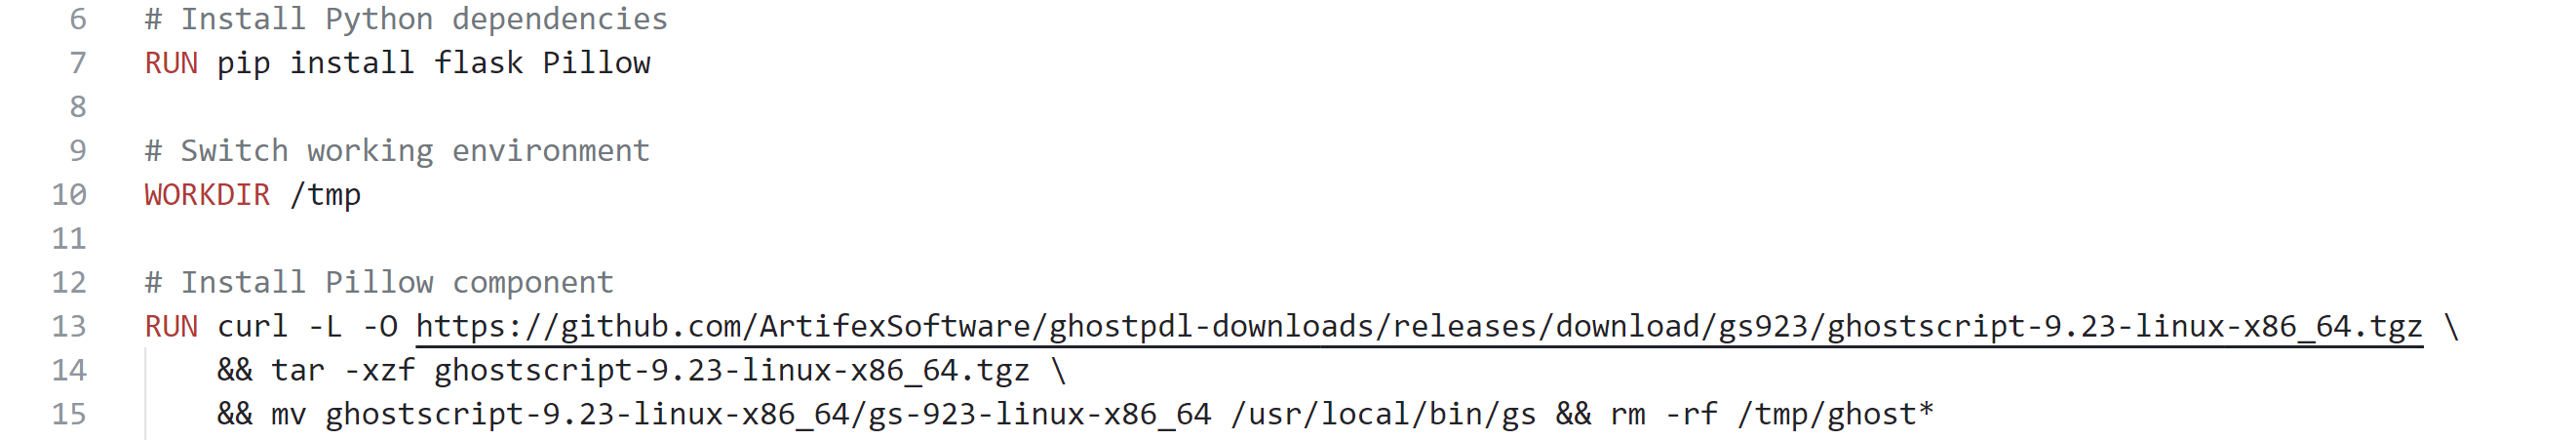 6 # Install Python dependencies
7 RUN pip install flask Pillow
8
9 # Switch working environment
10 WORKDIR /tmp
11
12 # Install Pillow component
13 RUN curl -L -O https://github.com/ArtifexSoftware/ghostpdl-downloads/releases/download/gs923/ghostscript-9.23-linux-x86_64.tgz \
14     && tar -xzf ghostscript-9.23-linux-x86_64.tgz \
15     && mv ghostscript-9.23-linux-x86_64/gs-923-linux-x86_64 /usr/local/bin/gs && rm -rf /tmp/ghost*